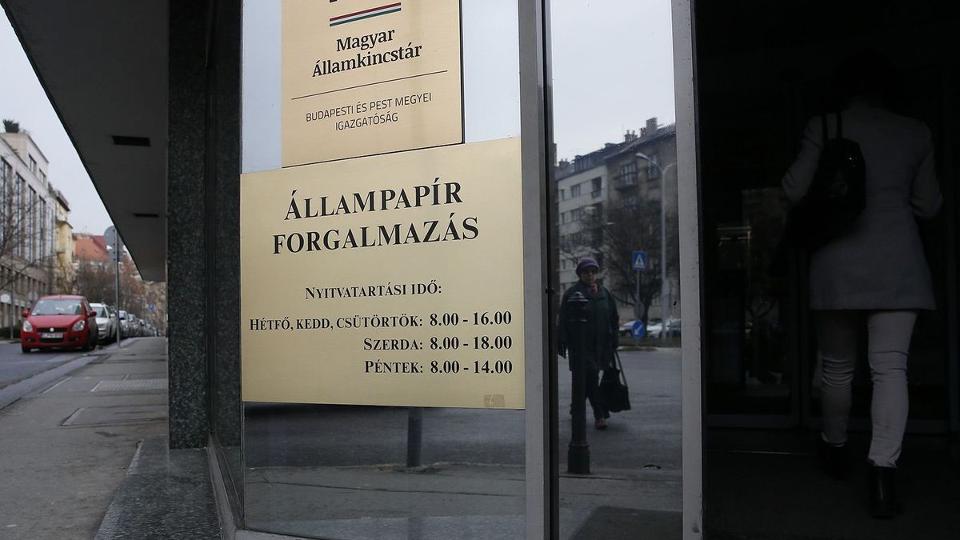 Magyar
Államkincstár
BUDAPESTI ÉS PEST MEGYEI
IGAZGATÓSÁG
ÁLLAMPAPÍR
FORGALMAZÁS
NYITVATARTÁSI IDŐ:
HÉTFŐ, KEDD, CSÜTÖRTÖK: 8.00 - 16.00
SZERDA: 8.00 - 18.00
PÉNTEK: 8.00 - 14.00